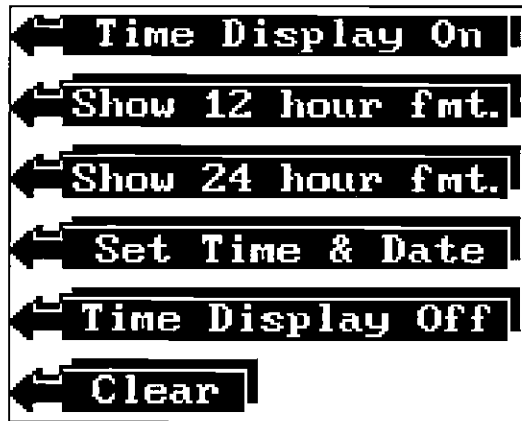 Time Display On
Show 12 hour fmt.
Show 24 hour fmt.
Set Time & Date
Time Display Off
Clear